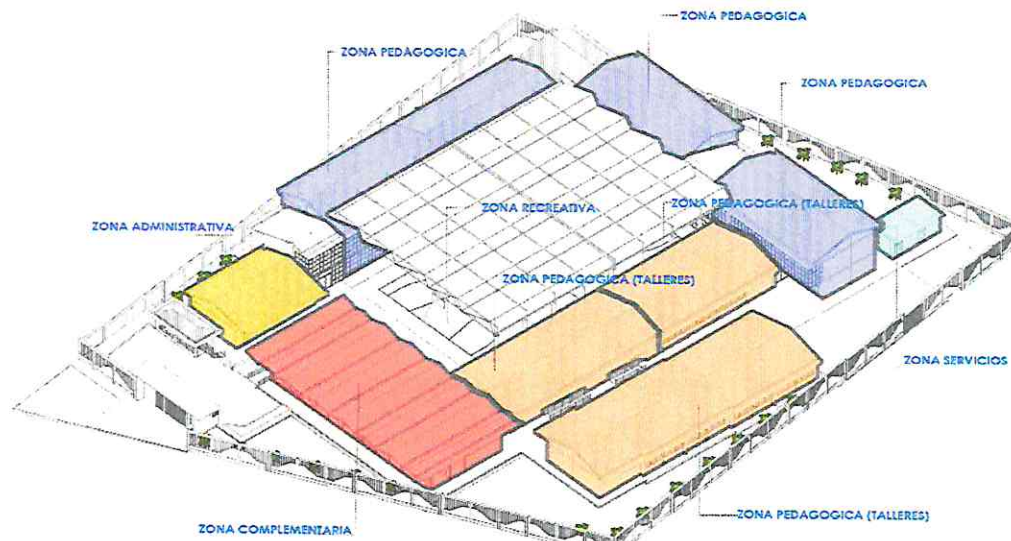 ZONA PEDAGOGICA
ZONA PEDAGOGICA
ZONA PEDAGOGICA
ZONA PEDAGOGICA (TALLERES)
ZONA RECREATIVA
ZONA ADMINISTRATIVA
ZONA PEDAGOGICA (TALLERES)
ZONA SERVICIOS
ZONA PEDAGOGICA (TALLERES)
ZONA COMPLEMENTARIA